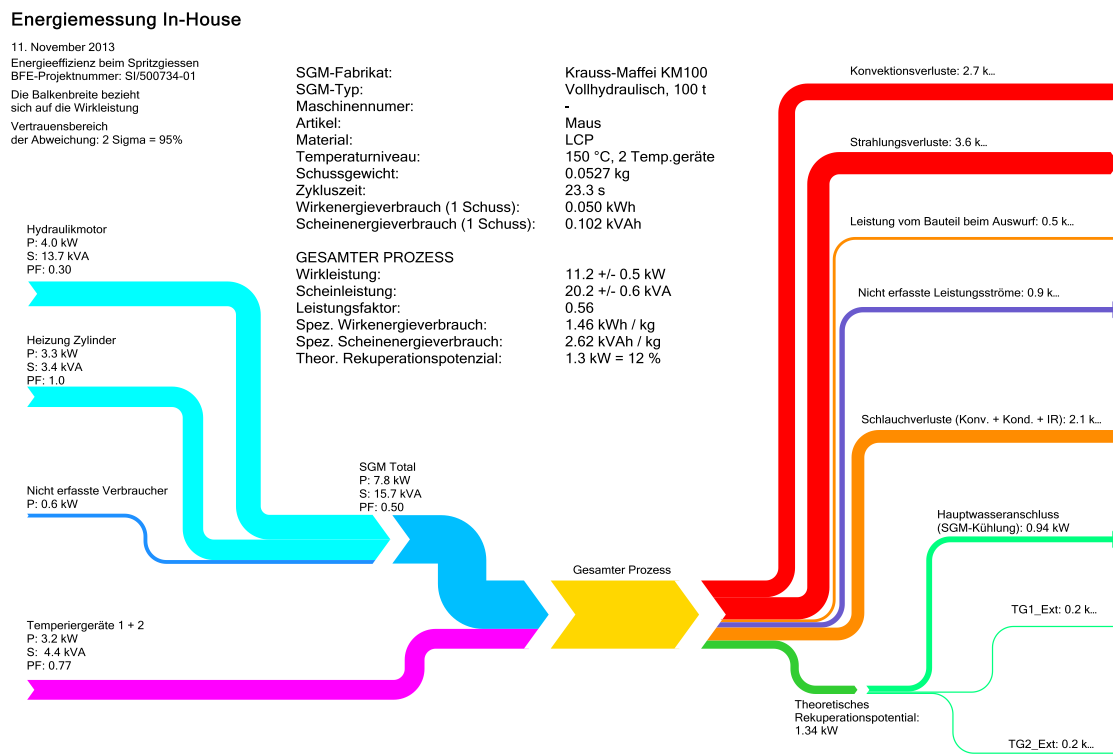 Energiemessung In-House
11. November 2013
Energieeffizienz beim Spritzgiessen
BFE-Projektnummer: SI/500734-01
Die Balkenbreite bezieht
sich auf die Wirkleistung
Vertrauensbereich
der Abweichung: 2 Sigma = 95%
SGM-Fabrikat: Krauss-Maffei KM100
SGM-Typ: Vollhydraulisch, 100 t
Maschinennumer: -
Artikel: Maus
Material: LCP
Temperaturniveau: 150 °C, 2 Temp.geräte
Schussgewicht: 0.0527 kg
Zykluszeit: 23.3 s
Wirkenergieverbrauch (1 Schuss): 0.050 kWh
Scheinenergieverbrauch (1 Schuss): 0.102 kVAh
GESAMTER PROZESS
Wirkleistung: 11.2 +/- 0.5 kW
Scheinleistung: 20.2 +/- 0.6 kVA
Leistungsfaktor: 0.56
Spez. Wirkenergieverbrauch: 1.46 kWh / kg
Spez. Scheinenergieverbrauch: 2.62 kVAh / kg
Theor. Rekuperationspotenzial: 1.3 kW = 12 %
Hydraulikmotor
P: 4.0 kW
S: 13.7 kVA
PF: 0.30
Heizung Zylinder
P: 3.3 kW
S: 3.4 kVA
PF: 1.0
Nicht erfasste Verbraucher
P: 0.6 kW
Temperiergeräte 1 + 2
P: 3.2 kW
S: 4.4 kVA
PF: 0.77
SGM Total
P: 7.8 kW
S: 15.7 kVA
PF: 0.50
Gesamter Prozess
Konvektionsverluste: 2.7 k...
Strahlungsverluste: 3.6 k...
Leistung vom Bauteil beim Auswurf: 0.5 k...
Nicht erfasste Leistungsströme: 0.9 k...
Schlauchverluste (Konv. + Kond. + IR): 2.1 k...
Hauptwasseranschluss
(SGM-Kühlung): 0.94 kW
TG1_Ext: 0.2 k...
Theoretisches
Rekuperationspotential:
1.34 kW
TG2_Ext: 0.2 k...